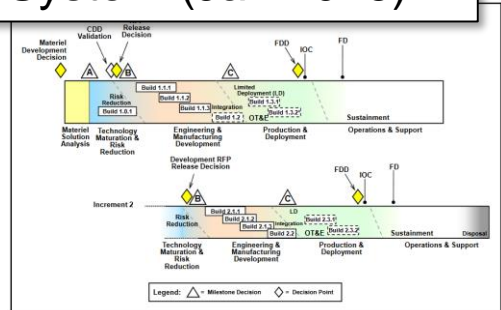 Materiel
Development
Decision
CDD
Validation
Release
Decision
FDD
IOC
FD
A
B
C
Build 1.1.1
Build 1.1.2
Build 1.1.3
Integration
Build 1.2
Limited
Deployment (LD)
Build 1.3.1
Build 1.3.2
OT&E
Risk
Reduction
Build 1.0.1
Sustainment
Materiel
Solution
Analysis
Technology
Maturation &
Risk
Reduction
Engineering &
Manufacturing
Development
Production &
Deployment
Operations & Support
Development RFP
Release Decision
FDD
IOC
FD
Increment 2
B
C
Risk
Reduction
Build 2.1.1
Build 2.1.2
Build 2.1.3
Integration
Build 2.2
LD
Build 2.3.1
Build 2.3.2
OT&E
Sustainment
Disposal
Technology
Maturation &
Risk
Reduction
Engineering &
Manufacturing
Development
Production &
Deployment
Operations & Support
Legend: = Milestone Decision = Decision Point